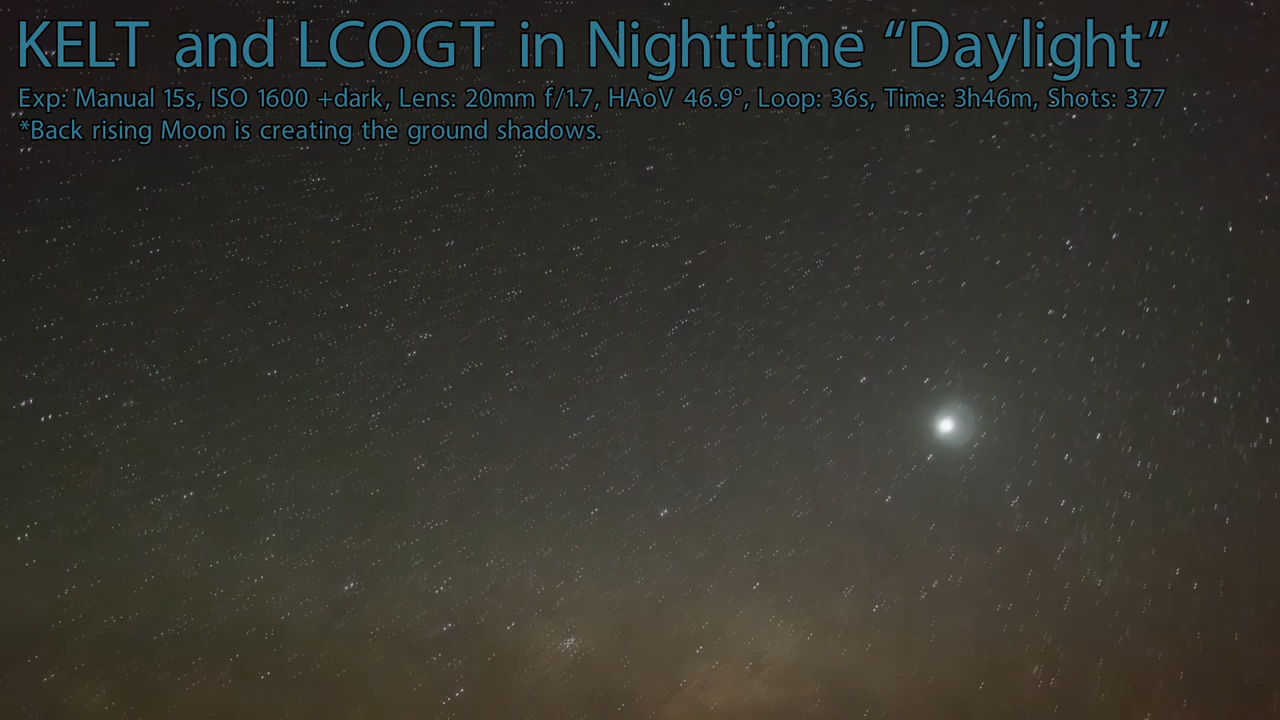 KELT and LCOGT in Nighttime “Daylight”
Exp: Manual 15s, ISO 1600 +dark, Lens: 20mm f/1.7, HAoV 46.9°, Loop: 36s, Time: 3h46m, Shots: 377
*Back rising Moon is creating the ground shadows.